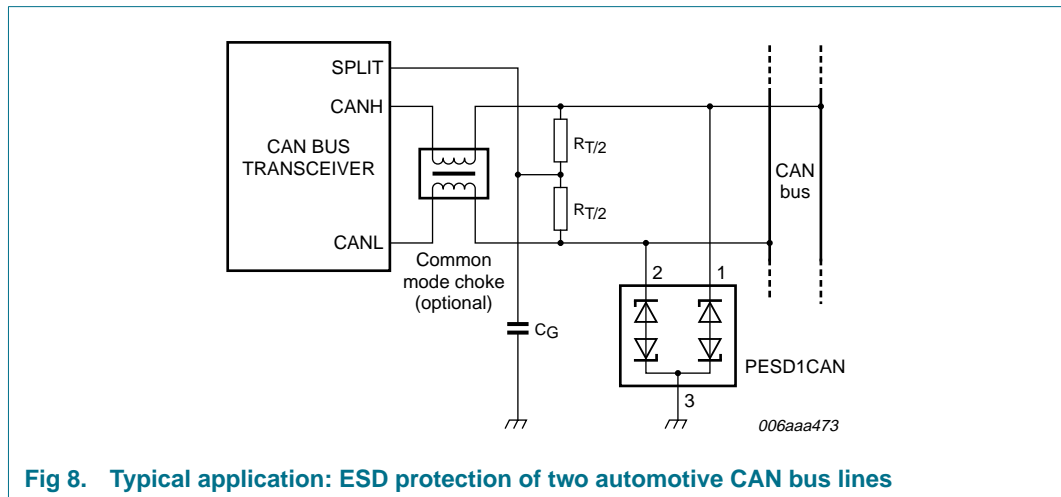 SPLIT
CANH
CAN BUS
TRANSCEIVER
CANL
Common
mode choke
(optional)
RT/2
RT/2
CG
CAN
bus
2
1
PESD1CAN
3
006aaa473
Fig 8. Typical application: ESD protection of two automotive CAN bus lines